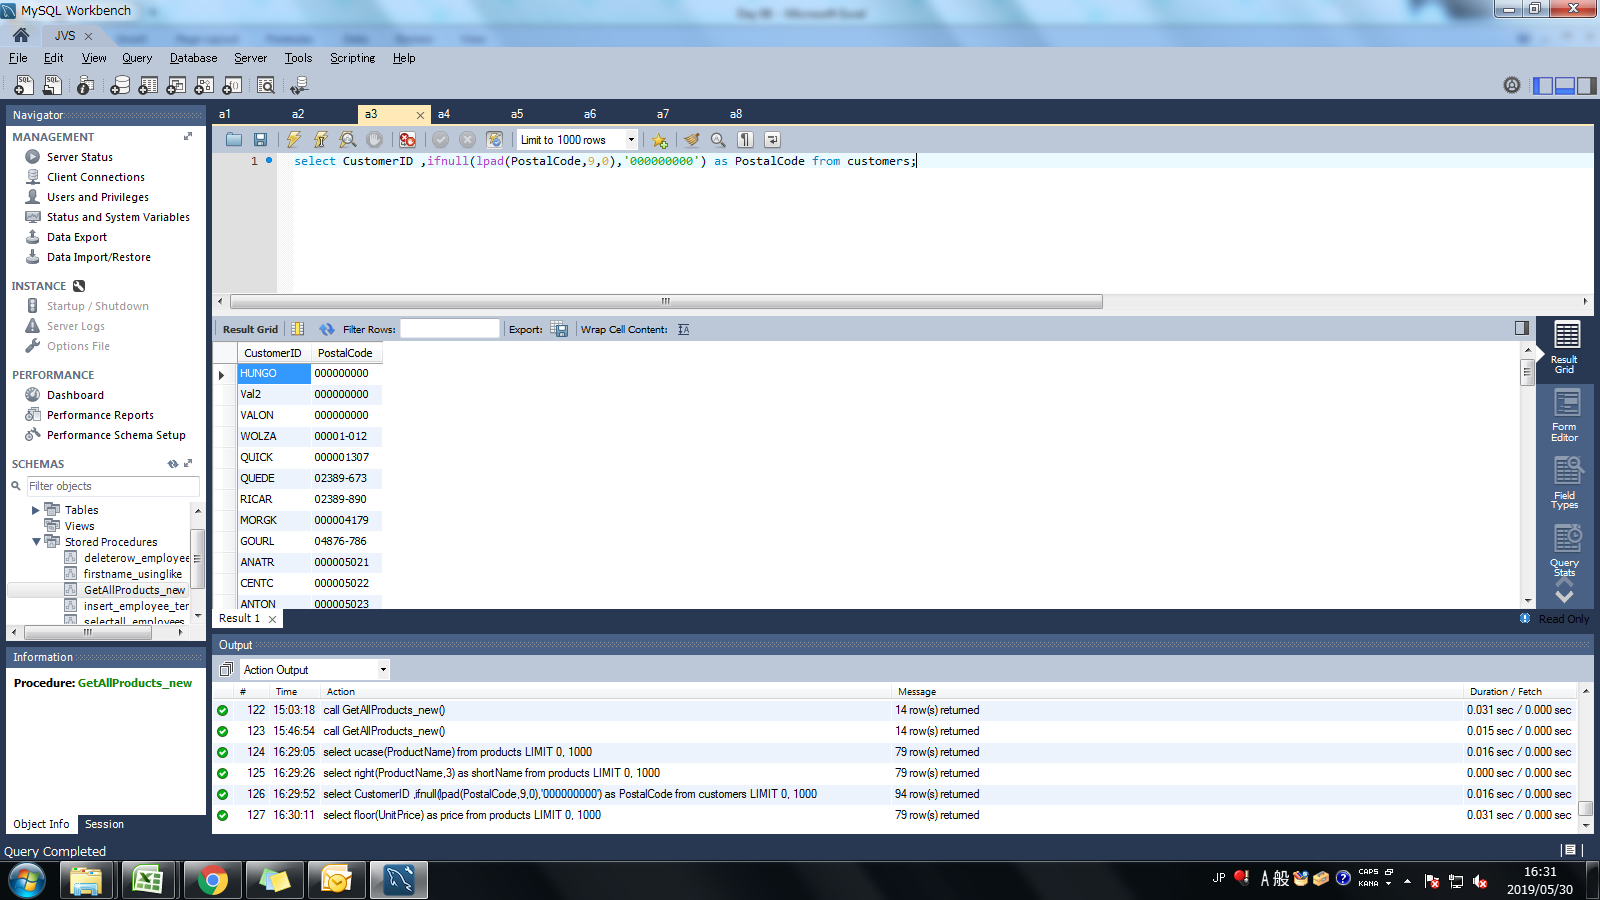 MySQL Workbench
Day 08 - Microsoft Excel
JVS
File Edit View Query Database Server Tools Scripting Help
Navigator
MANAGEMENT
Server Status
Client Connections
Users and Privileges
Status and System Variables
Data Export
Data Import/Restore
INSTANCE
Startup / Shutdown
Server Logs
Options File
PERFORMANCE
Dashboard
Performance Reports
Performance Schema Setup
SCHEMAS
Filter objects
Tables
Views
Stored Procedures
deleterow_employee
firstname_usinglike
GetAllProducts_new
insert_employee_ter
selectall_employees
Information
Procedure: GetAllProducts_new
Object Info Session
a1 a2 a3 a4 a5 a6 a7 a8
Limit to 1000 rows
1 select CustomerID ,ifnull(lpad(PostalCode,9,0),'000000000') as PostalCode from customers;
Result Grid Filter Rows: Export: Wrap Cell Content:
CustomerID PostalCode
HUNGO 000000000
Val2 000000000
VALON 000000000
WOLZA 00001-012
QUICK 000001307
QUEDE 02389-673
RICAR 02389-890
MORGK 000004179
GOURL 04876-786
ANATR 000005021
CENTC 000005022
ANTON 000005023
Result Grid
Form Editor
Field Types
Query Stats
Result 1
Read Only
Output
Action Output
# Time Action Message Duration / Fetch
122 15:03:18 call GetAllProducts_new() 14 row(s) returned 0.031 sec / 0.000 sec
123 15:46:54 call GetAllProducts_new() 14 row(s) returned 0.015 sec / 0.000 sec
124 16:29:05 select ucase(ProductName) from products LIMIT 0, 1000 79 row(s) returned 0.016 sec / 0.000 sec
125 16:29:26 select right(ProductName,3) as shortName from products LIMIT 0, 1000 79 row(s) returned 0.000 sec / 0.000 sec
126 16:29:52 select CustomerID ,ifnull(lpad(PostalCode,9,0),'000000000') as PostalCode from customers LIMIT 0, 1000 94 row(s) returned 0.016 sec / 0.000 sec
127 16:30:11 select floor(UnitPrice) as price from products LIMIT 0, 1000 79 row(s) returned 0.031 sec / 0.000 sec
Query Completed
JP A 般 CAPS KANA
16:31
2019/05/30